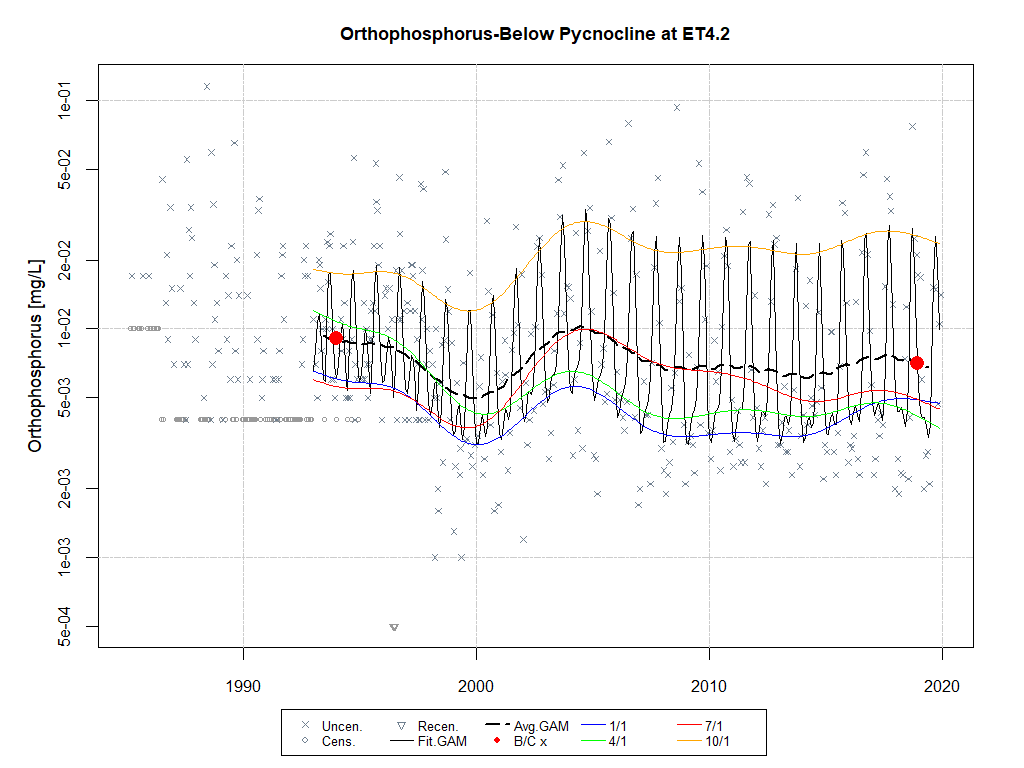 Orthophosphorus-Below Pycnocline at ET4.2
Orthophosphorus [mg/L]
1e-01
5e-02
2e-02
1e-02
5e-03
2e-03
1e-03
5e-04
1990 2000 2010 2020
Uncen. Recen. Avg.GAM 1/1 7/1
Cens. Fit.GAM B/C x 4/1 10/1